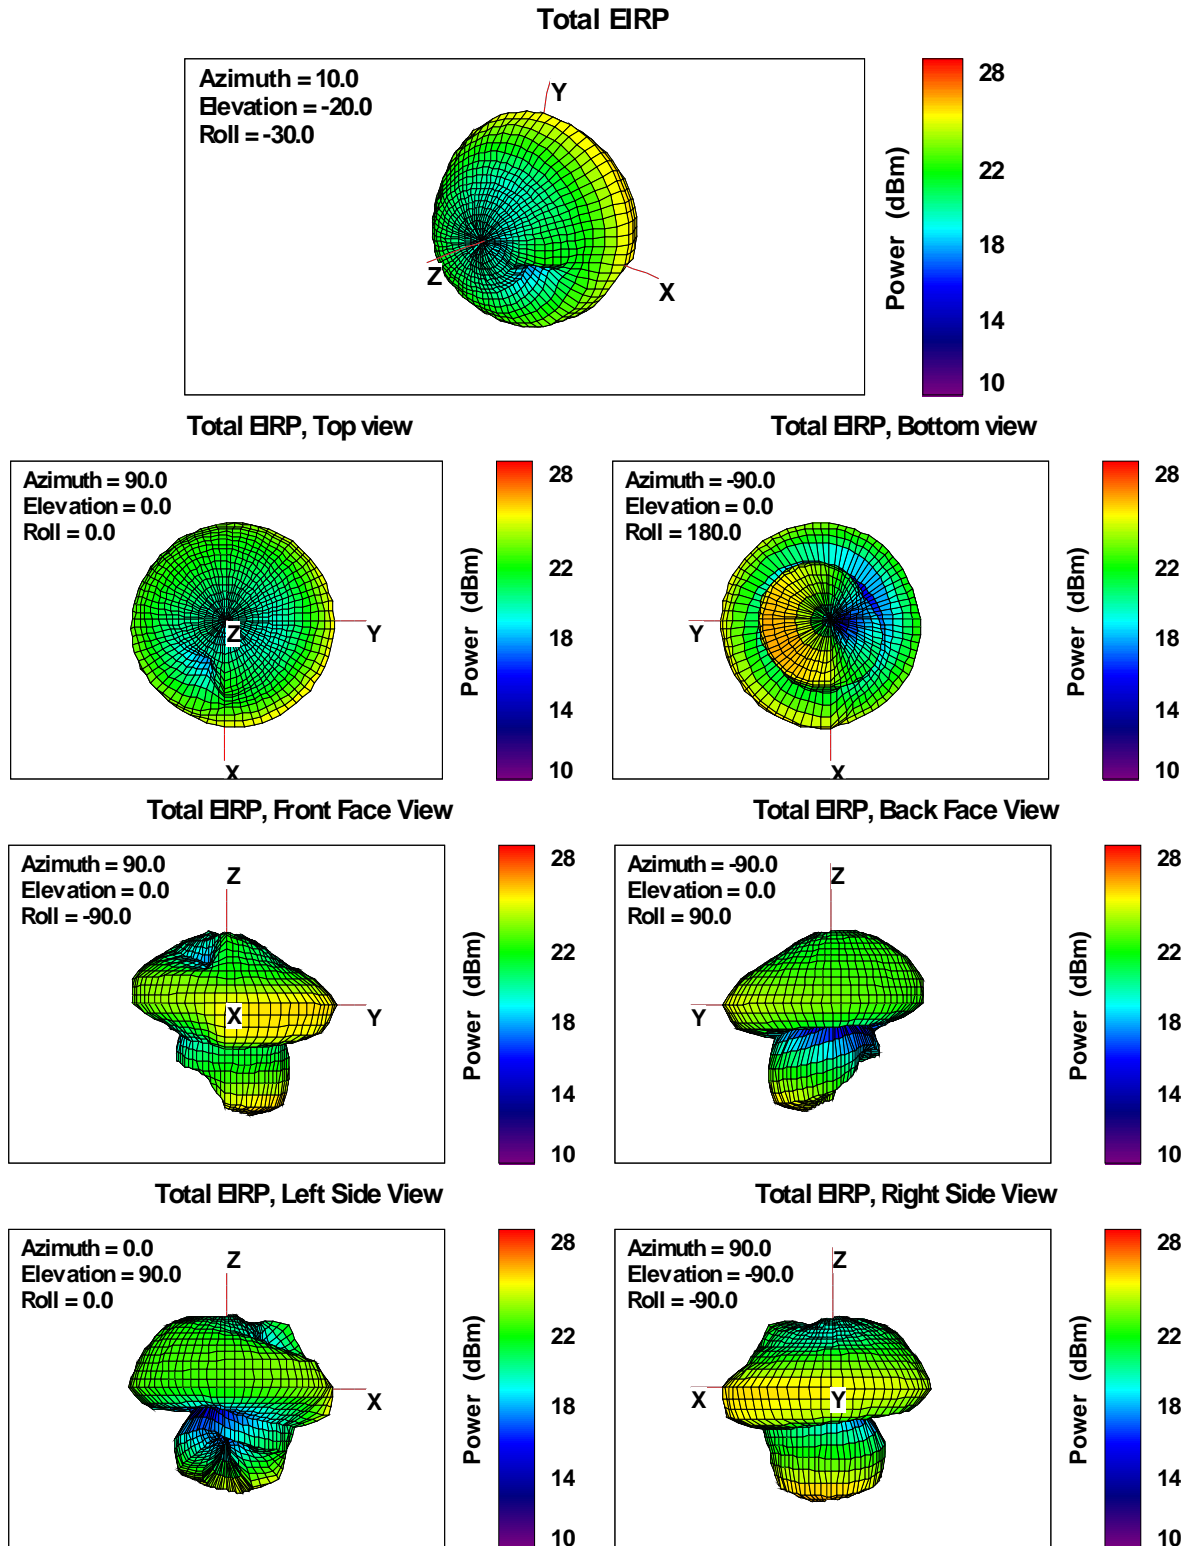 Total EIRP
Azimuth = 10.0
Elevation = -20.0
Roll = -30.0
Y
Z
X
Power (dBm)
28
22
18
14
10
Total EIRP, Top view
Azimuth = 90.0
Elevation = 0.0
Roll = 0.0
Z
Y
X
Power (dBm)
28
22
18
14
10
Total EIRP, Bottom view
Azimuth = -90.0
Elevation = 0.0
Roll = 180.0
Y
X
Power (dBm)
28
22
18
14
10
Total EIRP, Front Face View
Azimuth = 90.0
Elevation = 0.0
Roll = -90.0
Z
X
Y
Power (dBm)
28
22
18
14
10
Total EIRP, Back Face View
Azimuth = -90.0
Elevation = 0.0
Roll = 90.0
Z
Y
Power (dBm)
28
22
18
14
10
Total EIRP, Left Side View
Azimuth = 0.0
Elevation = 90.0
Roll = 0.0
Z
X
Power (dBm)
28
22
18
14
10
Total EIRP, Right Side View
Azimuth = 90.0
Elevation = -90.0
Roll = -90.0
Z
X
Y
Power (dBm)
28
22
18
14
10